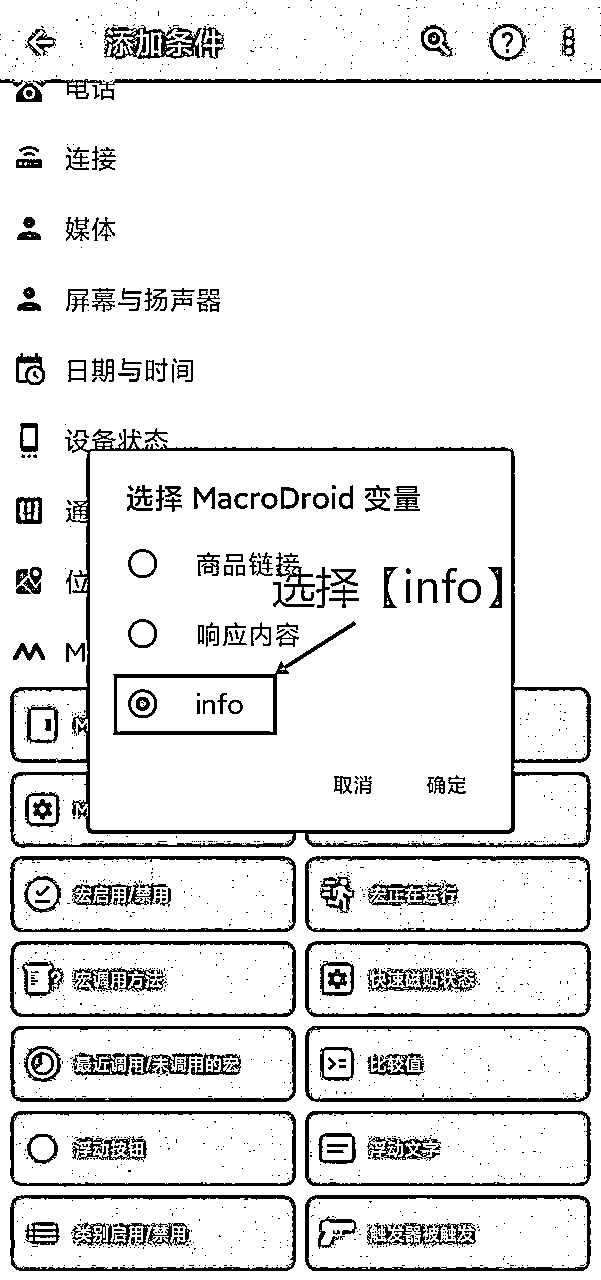 添加条件
电话
连接
媒体
屏幕与扬声器
日期与时间
设备状态
通
位
M
选择 MacroDroid 变量
商品链接
选择【info】
响应内容
info
取消
确定
宏启用/禁用
宏正在运行
宏调用方法
快速磁贴状态
最近调用/未调用的宏
比较值
浮动按钮
浮动文字
类别启用/禁用
触发器被触发